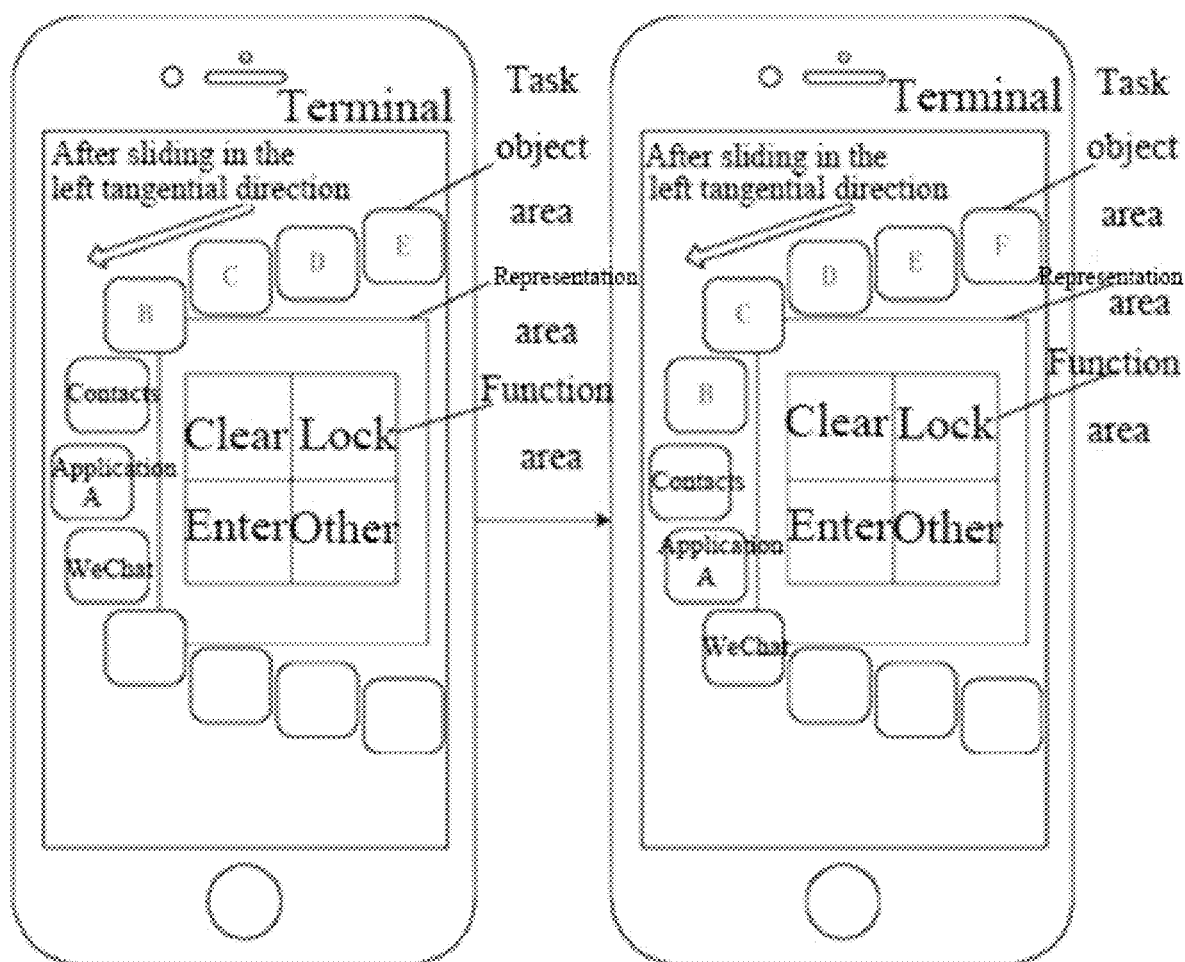 Terminal
After sliding in the
left tangential direction
E
D
C
B
Contacts
Application
A
WeChat
Clear Lock
Enter Other
Task
object
area
Representation
area
Function
area
Terminal
After sliding in the
left tangential direction
F
E
D
C
B
Contacts
Application
A
WeChat
Clear Lock
Enter Other
Task
object
area
Representation
area
Function
area